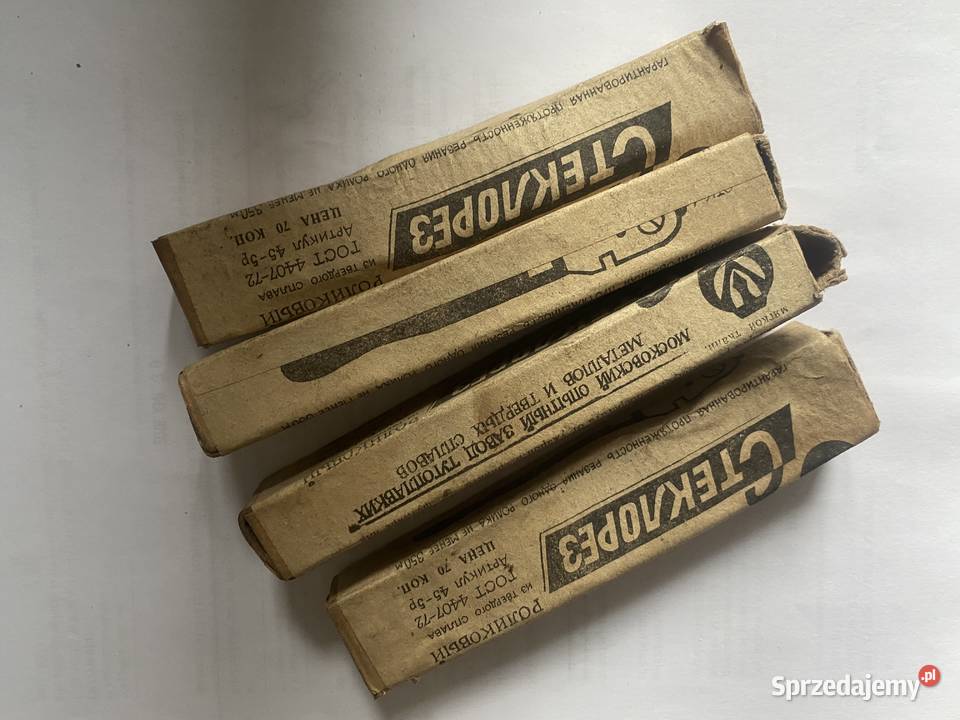 ГАРАНТИРОВАННАЯ ПРОТЯЖЕННОСТЬ РЕЗАНИЯ ОДНОГО РОЛИКА НЕ МЕНЕЕ 350 м
СТЕКЛОРЕЗ
ЦЕНА 70 КОП.
Артикул 45-5р
ГОСТ 4407-72
ИЗ ТВЕРДОГО СПЛАВА
РОЛИКОВЫЙ
МОСКОВСКИЙ ОПЫТНЫЙ ЗАВОД ТУГОПЛАВКИХ
МЕТАЛЛОВ И ТВЕРДЫХ СПЛАВОВ
мягкой ткани.
ГАРАНТИРОВАННАЯ ПРОТЯЖЕННОСТЬ РЕЗАНИЯ ОДНОГО РОЛИКА НЕ МЕНЕЕ 350 м
СТЕКЛОРЕЗ
ЦЕНА 70 КОП.
Артикул 45-5р
ГОСТ 4407-72
ИЗ ТВЕРДОГО СПЛАВА
РОЛИКОВЫЙ
Sprzedajemy.pl